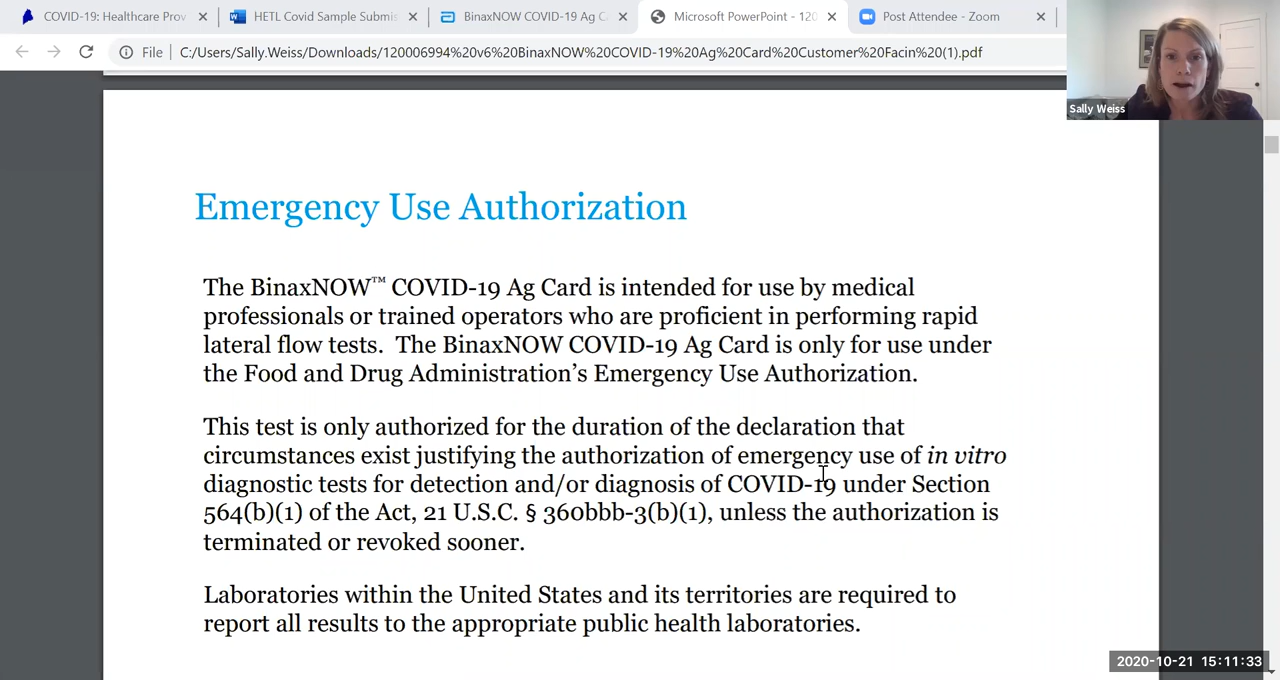 COVID-19: Healthcare Prov
HETL Covid Sample Submis
BinaxNOW COVID-19 Ag C
Microsoft PowerPoint - 120
Post Attendee - Zoom
File
C:/Users/Sally.Weiss/Downloads/120006994%20v6%20BinaxNOW%20COVID-19%20Ag%20Card%20Customer%20Facin%20(1).pdf
Sally Weiss
Emergency Use Authorization
The BinaxNOW™ COVID-19 Ag Card is intended for use by medical
professionals or trained operators who are proficient in performing rapid
lateral flow tests. The BinaxNOW COVID-19 Ag Card is only for use under
the Food and Drug Administration’s Emergency Use Authorization.
This test is only authorized for the duration of the declaration that
circumstances exist justifying the authorization of emergency use of in vitro
diagnostic tests for detection and/or diagnosis of COVID-19 under Section
564(b)(1) of the Act, 21 U.S.C. § 360bbb-3(b)(1), unless the authorization is
terminated or revoked sooner.
Laboratories within the United States and its territories are required to
report all results to the appropriate public health laboratories.
2020-10-21 15:11:33